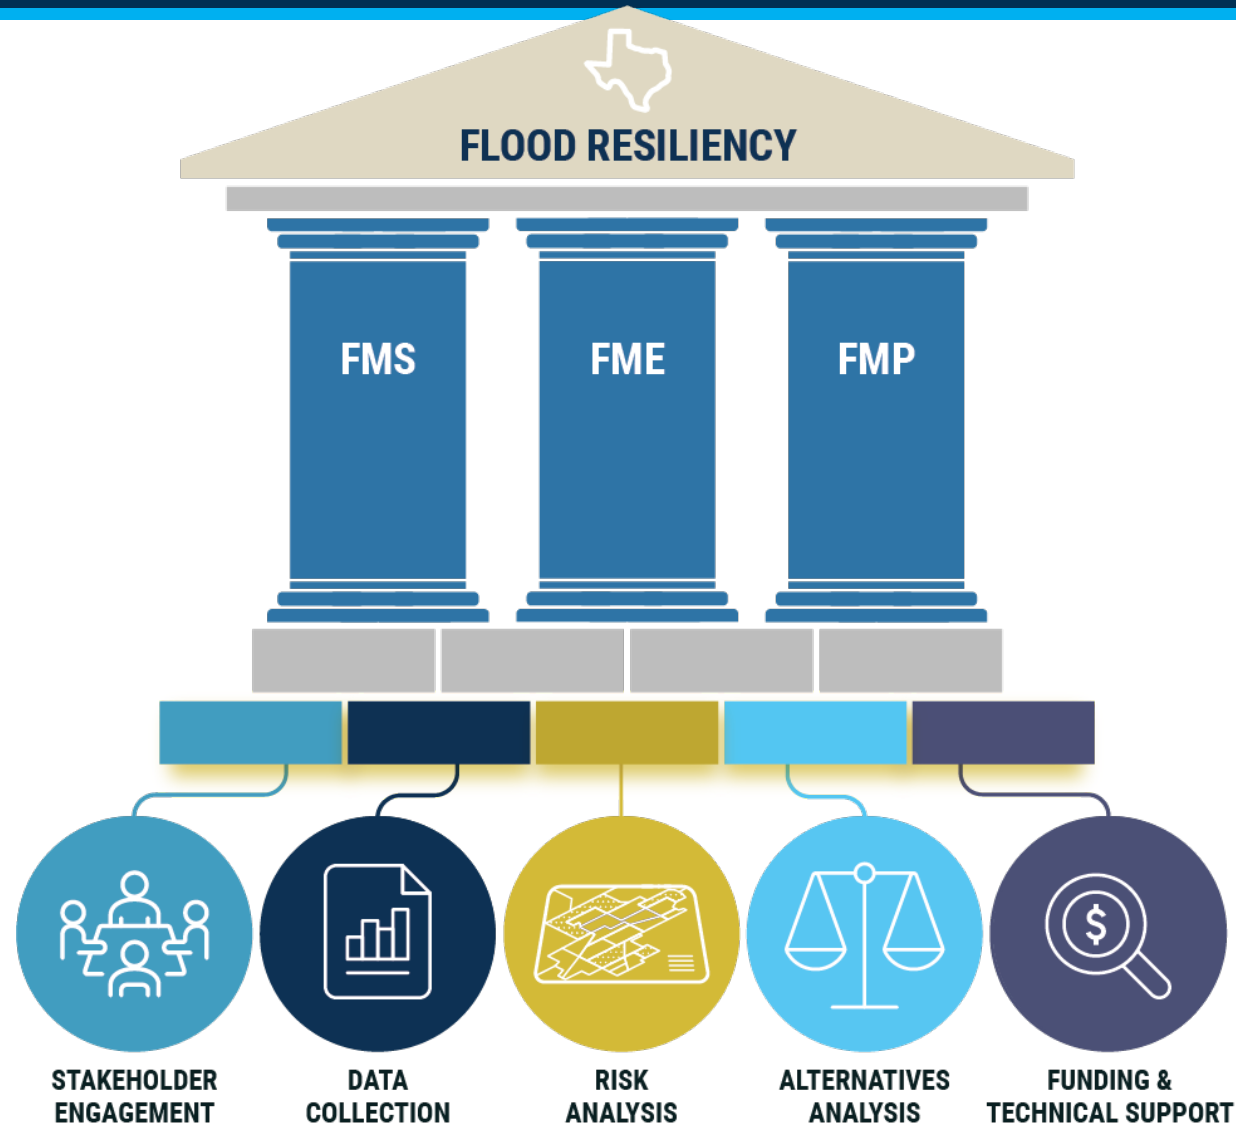 FLOOD RESILIENCY
FMS
FME
FMP
$
STAKEHOLDER
ENGAGEMENT
DATA
COLLECTION
RISK
ANALYSIS
ALTERNATIVES
ANALYSIS
FUNDING &
TECHNICAL SUPPORT